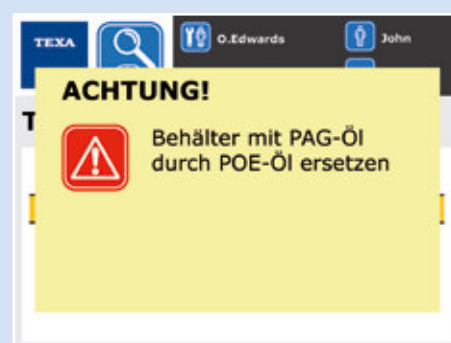 TEXA
O.Edwards
John
ACHTUNG!
T
Behälter mit PAG-Öl
durch POE-Öl ersetzen